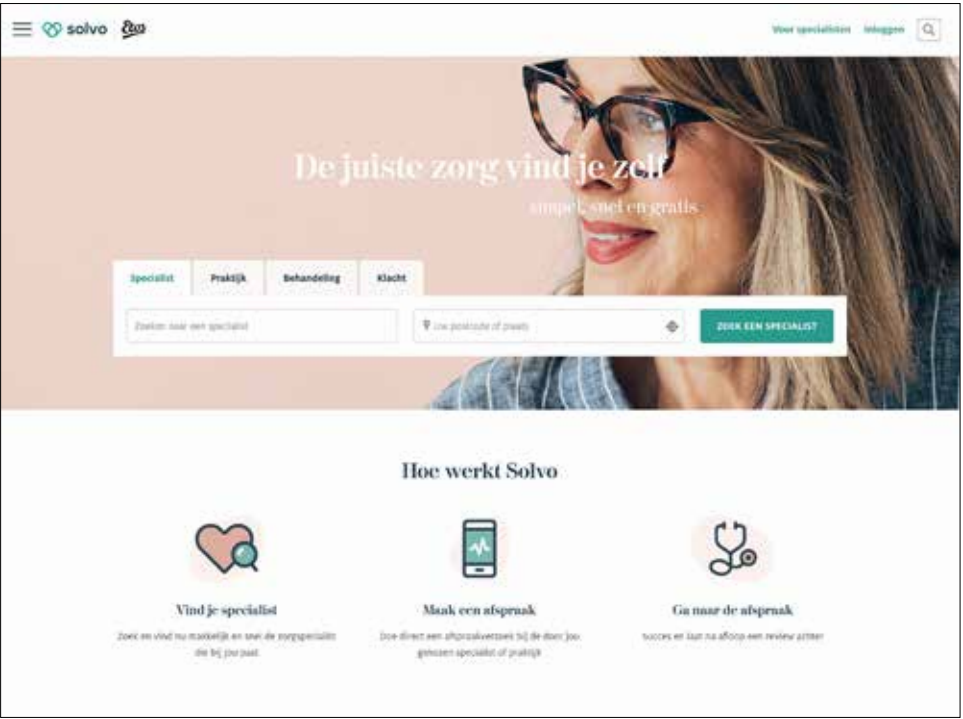 solvo Etos
Voor specialisten Inloggen
De juiste zorg vind je zelf
simpel, snel en gratis
Specialist Praktijk Behandeling Klacht
Zoeken naar een specialist Uw postcode of plaats ZOEK EEN SPECIALIST
Hoe werkt Solvo
Vind je specialist Maak een afspraak Ga naar de afspraak
Zoek en vind nu makkelijk en snel de zorgspecialist Doe direct een afspraakverzoek bij de door jou Succes en laat na afloop een review achter
die bij jou past gekozen specialist of praktijk